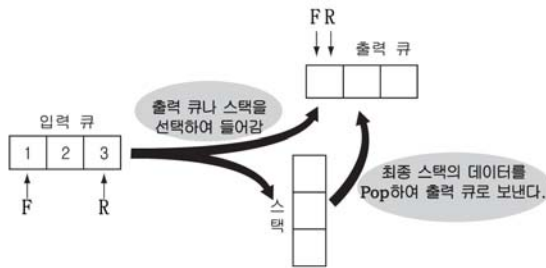 F R
출력 큐
출력 큐나 스택을
선택하여 들어감
입력 큐
1 2 3
F R
스택
최종 스택의 데이터를
Pop하여 출력 큐로 보낸다.